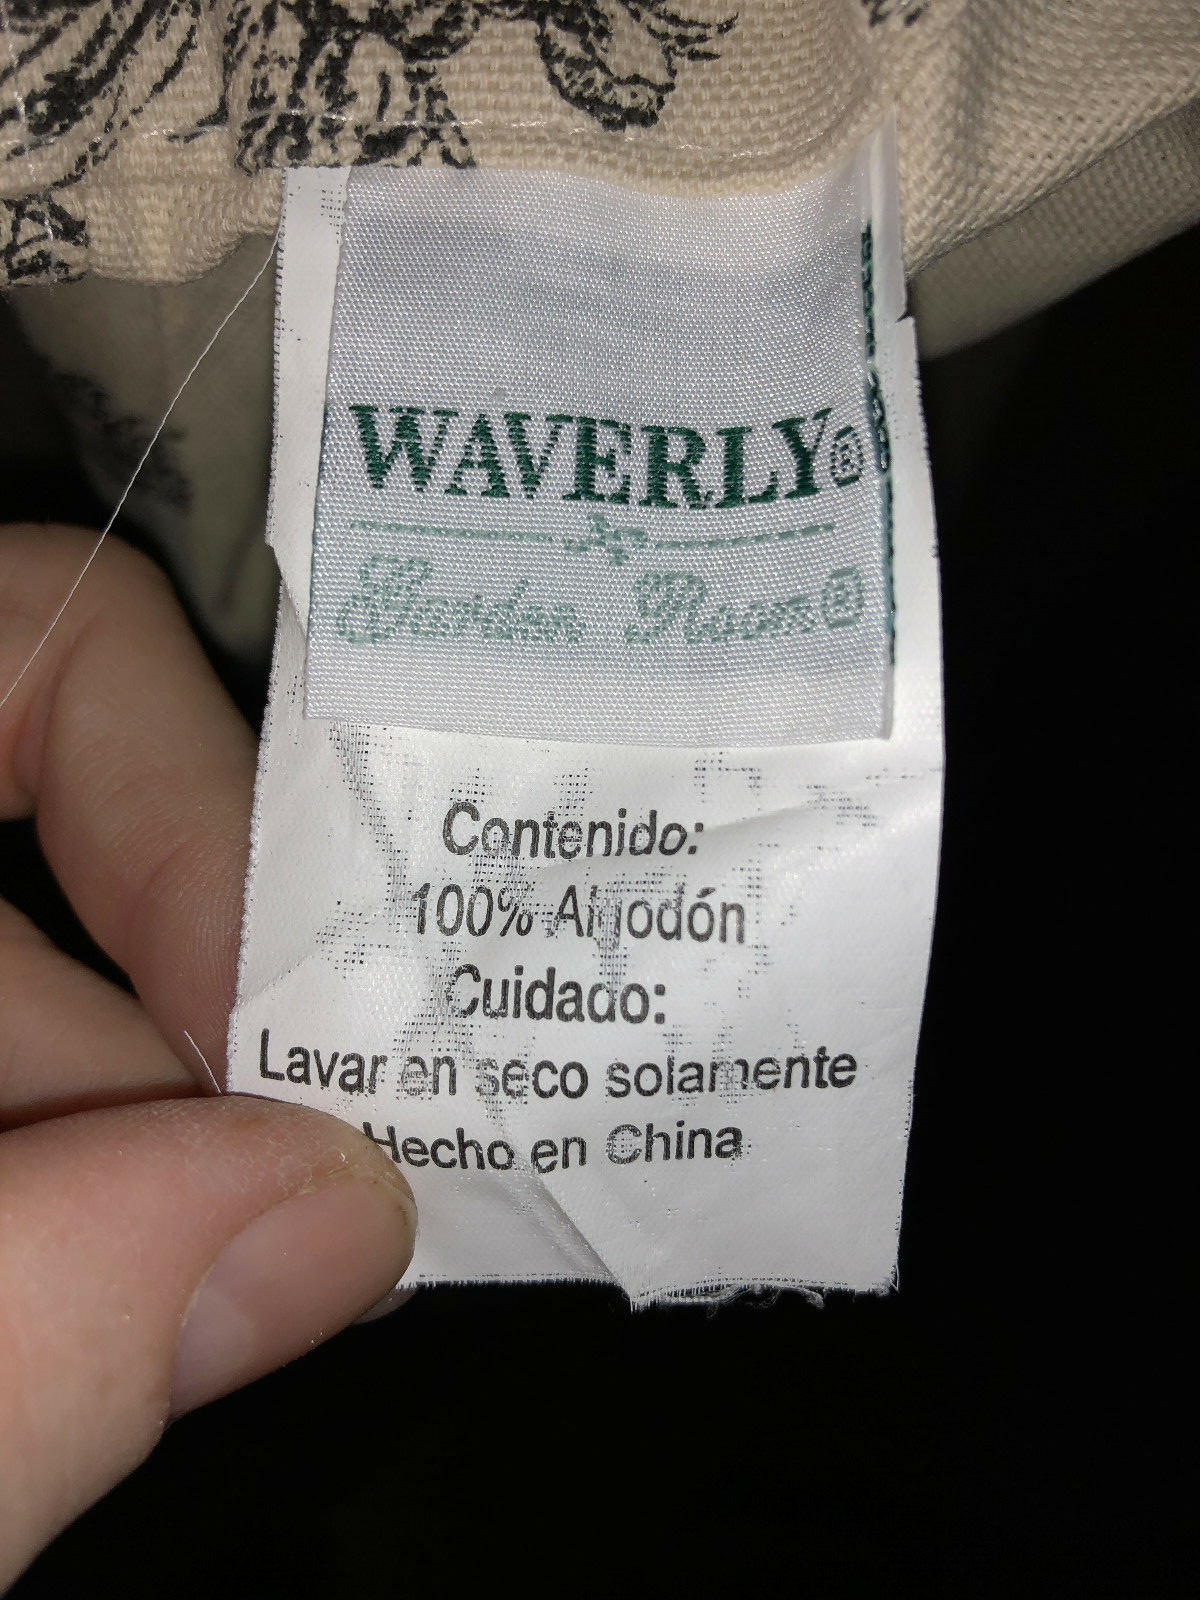 WAVERLY®
Garden Room®
Contenido:
100% Algodón
Cuidado:
Lavar en seco solamente
Hecho en China